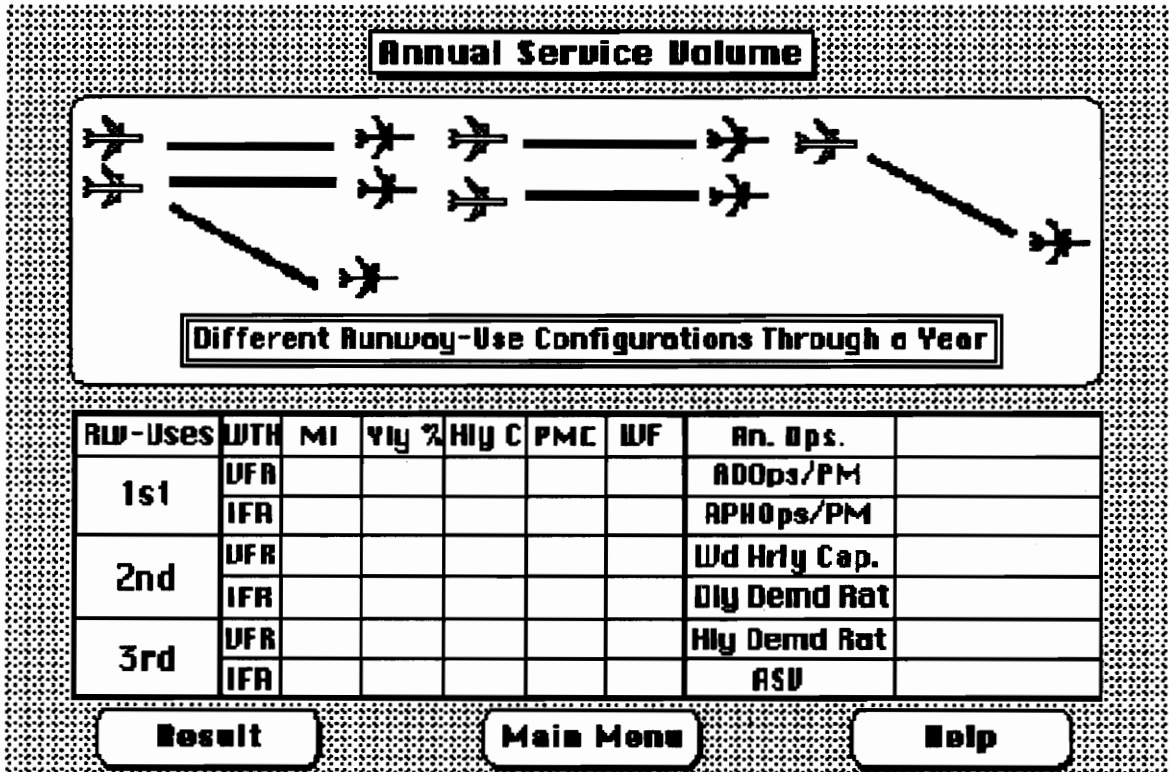 Annual Service Volume
Different Runway-Use Configurations Through a Year
RW-Uses WTH MI Yly % Hly C PMC WF An. Ops.
1st VFR ADOps/PM
IFR APHOps/PM
2nd VFR Wd Hrly Cap.
IFR Dly Demd Rat
3rd VFR Hly Demd Rat
IFR ASV
Result Main Menu Help